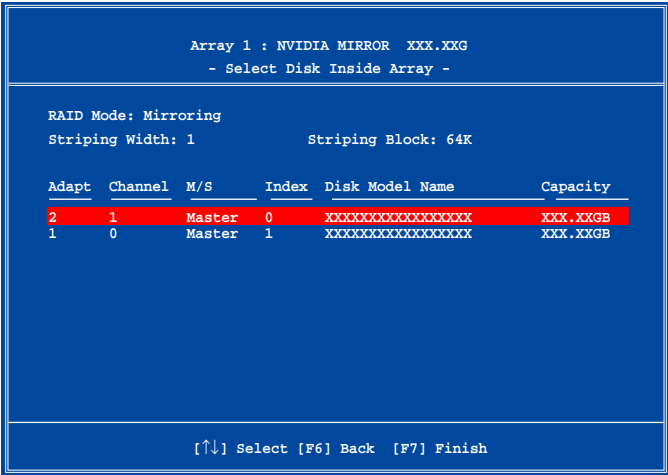 Array 1 : NVIDIA MIRROR XXX.XXG
- Select Disk Inside Array -
RAID Mode: Mirroring
Striping Width: 1 Striping Block: 64K
Adapt Channel M/S Index Disk Model Name Capacity
2 1 Master 0 XXXXXXXXXXXXXXXXX XXX.XXGB
1 0 Master 1 XXXXXXXXXXXXXXXXX XXX.XXGB
[↑↓] Select [F6] Back [F7] Finish